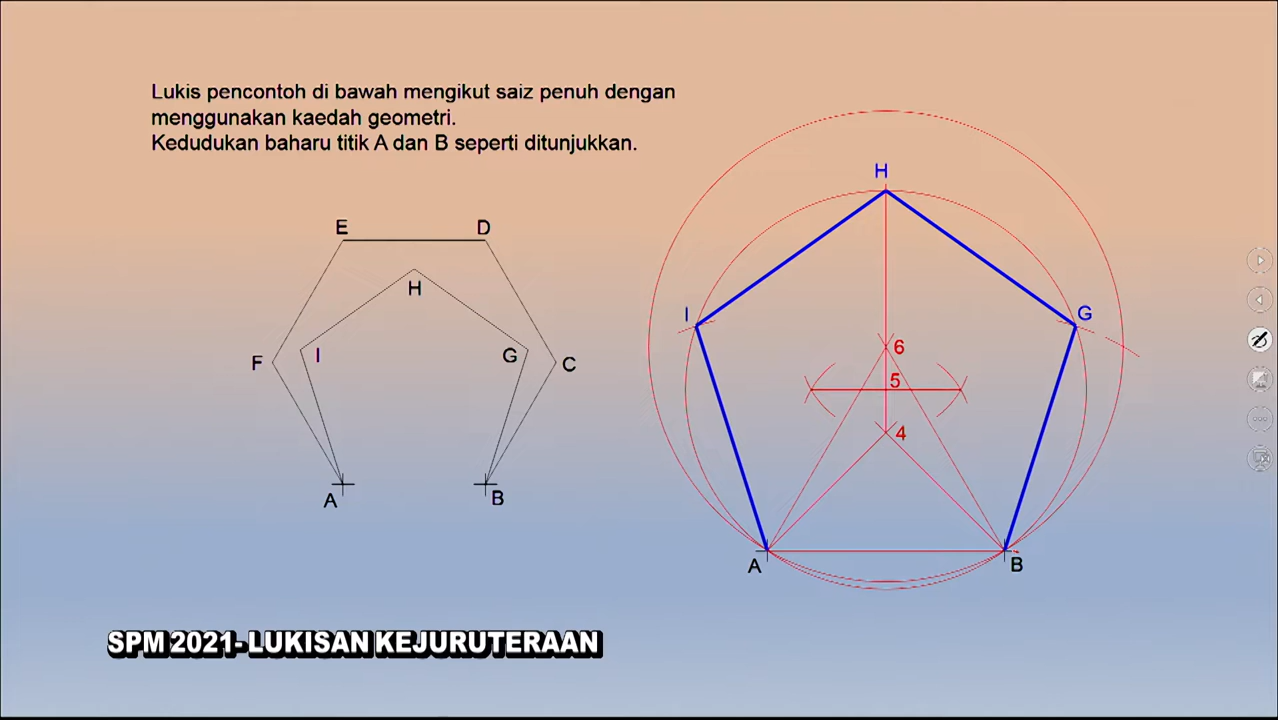 Lukis pencontoh di bawah mengikut saiz penuh dengan
menggunakan kaedah geometri.
Kedudukan baharu titik A dan B seperti ditunjukkan.
E
D
H
F
I
G
C
A
B
H
I
G
6
5
4
A
B
SPM 2021- LUKISAN KEJURUTERAAN